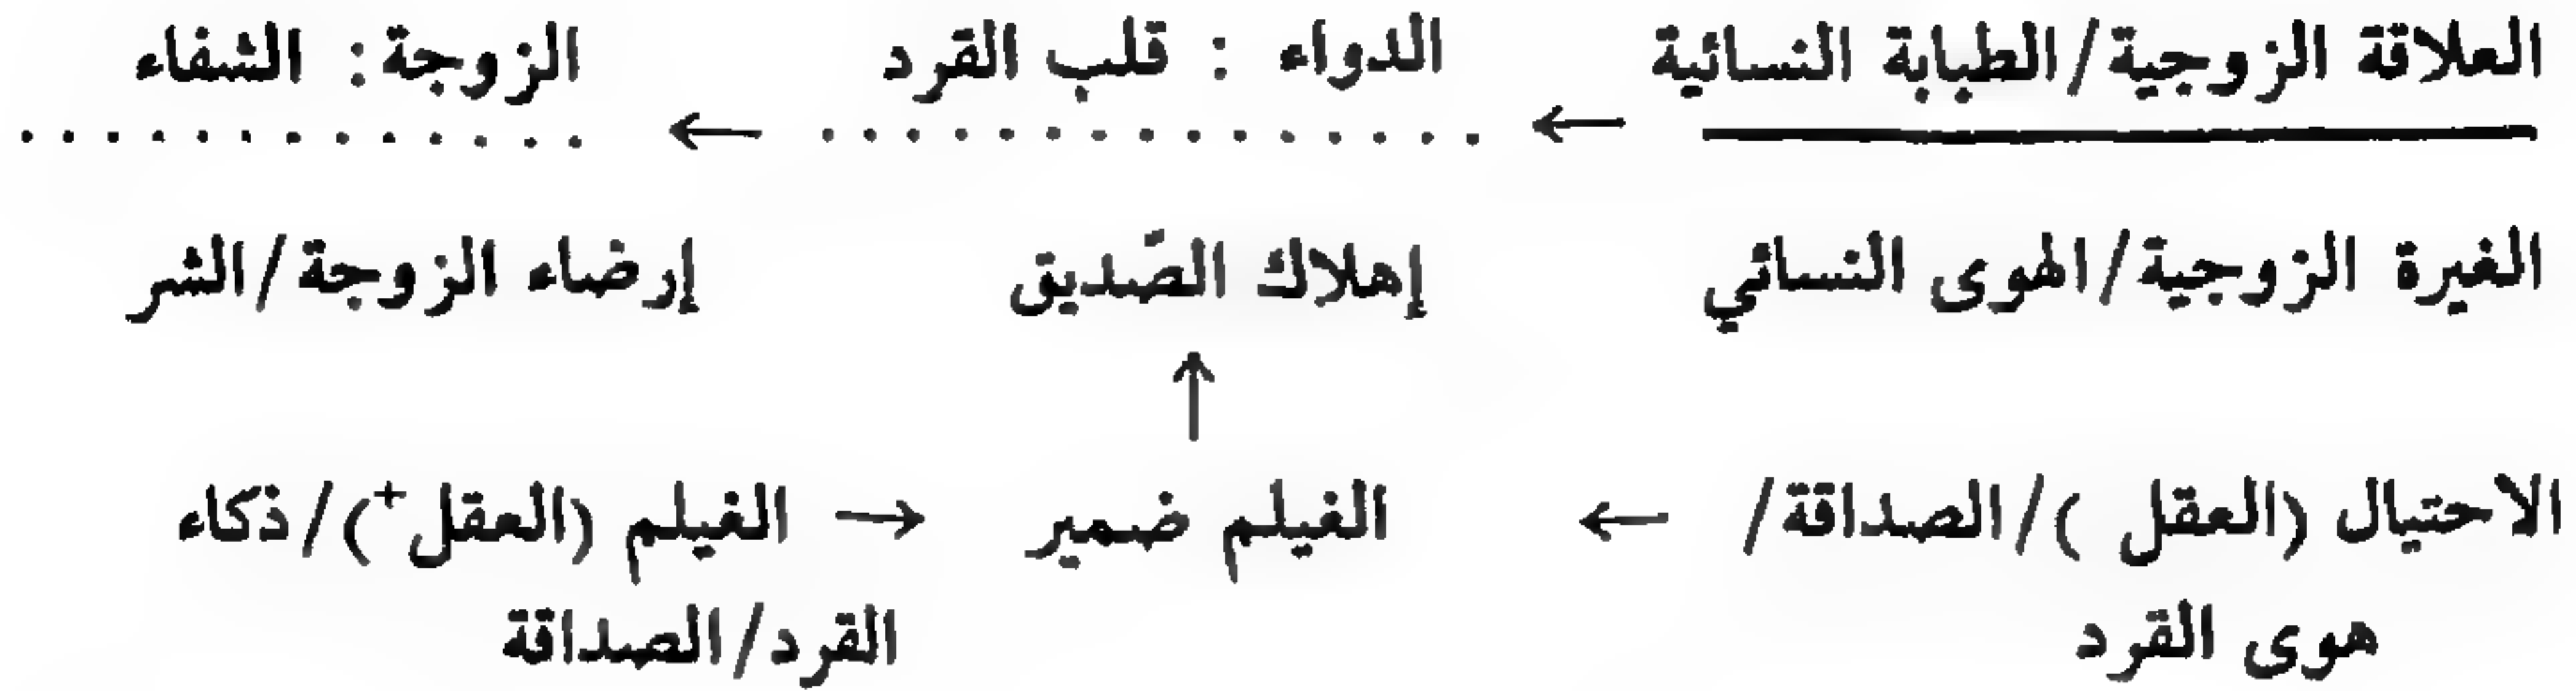 العلاقة الزوجية/الطبابة النسائية ← الدواء : قلب القرد ← الزوجة: الشفاء
الغيرة الزوجية/الهوى النسائي إهلاك الصّديق إرضاء الزوجة/الشر
↑
الاحتيال (العقل )/الصداقة/ ← الغيلم ضمير → الغيلم (العقل+)/ذكاء
هوى القرد القرد/الصداقة